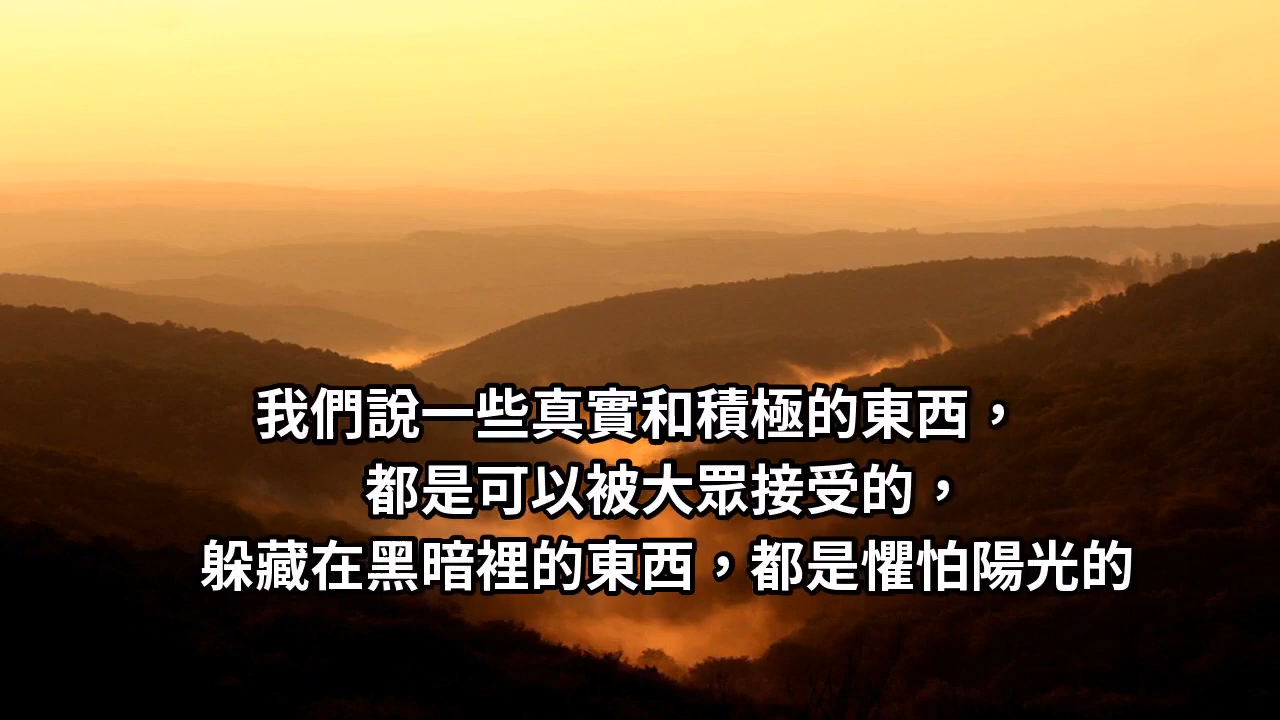 我們說一些真實和積極的東西，
都是可以被大眾接受的，
躲藏在黑暗裡的東西，都是懼怕陽光的